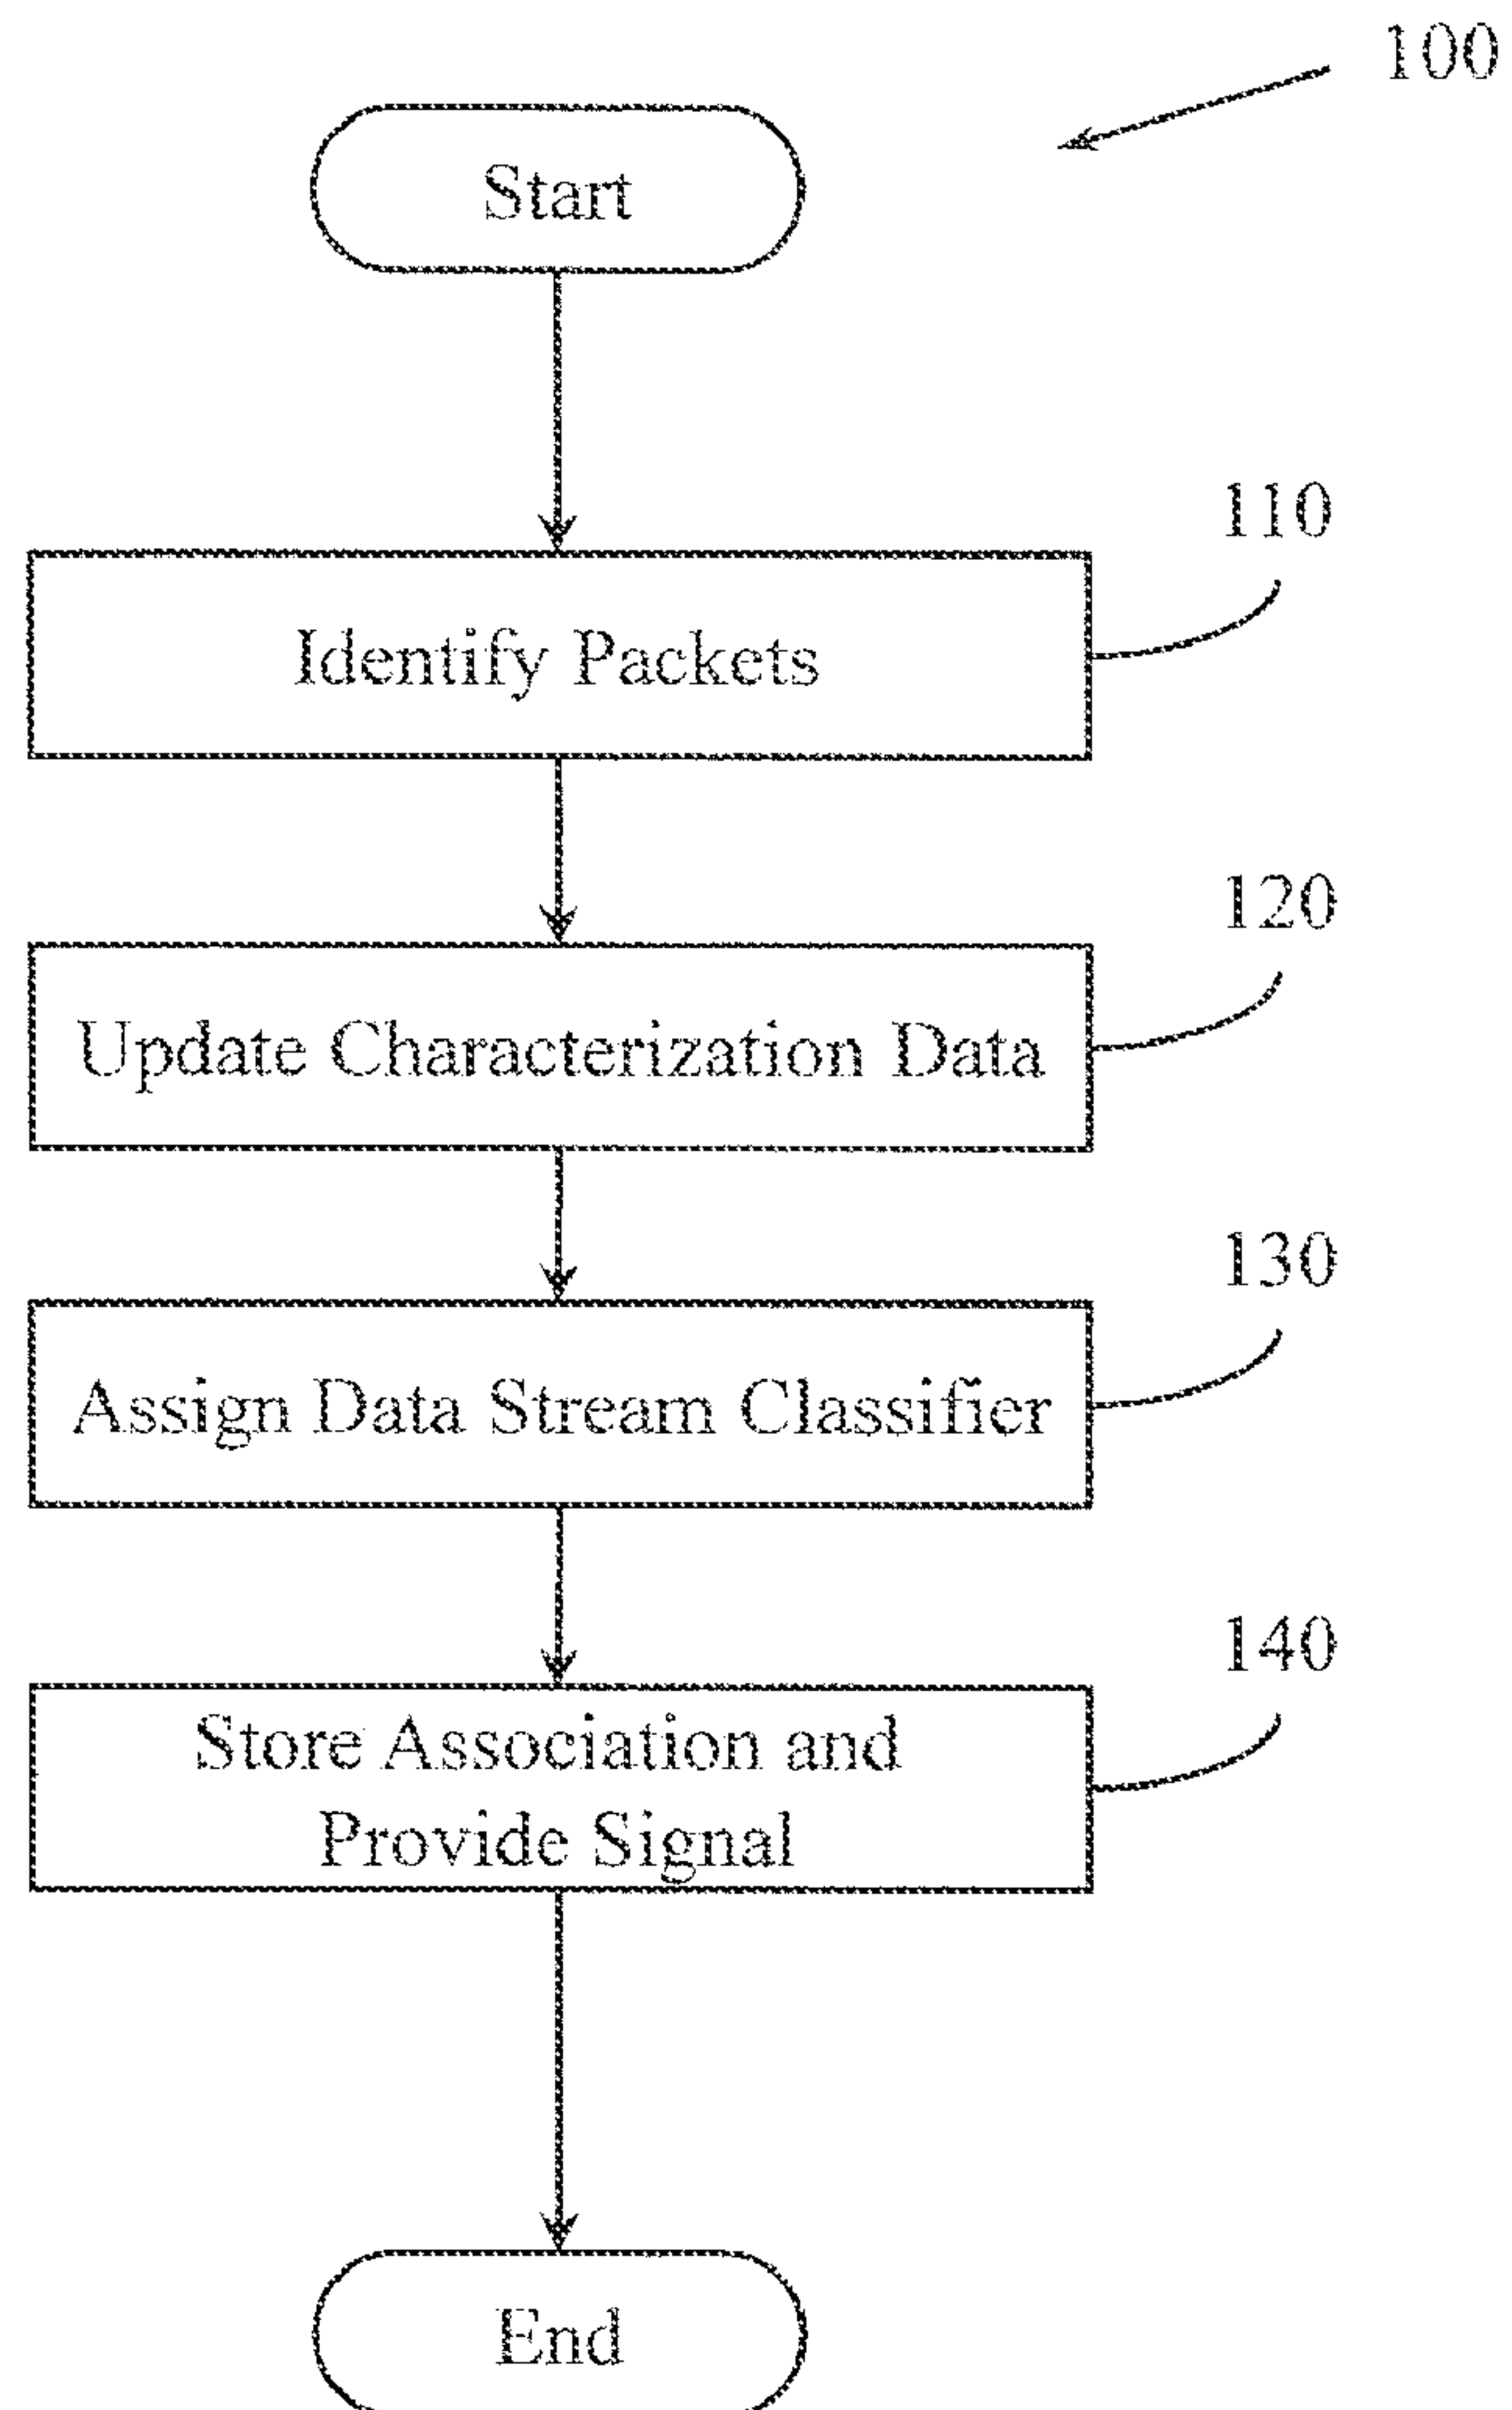 100
Start
110
Identify Packets
120
Update Characterization Data
130
Assign Data Stream Classifier
140
Store Association and
Provide Signal
End